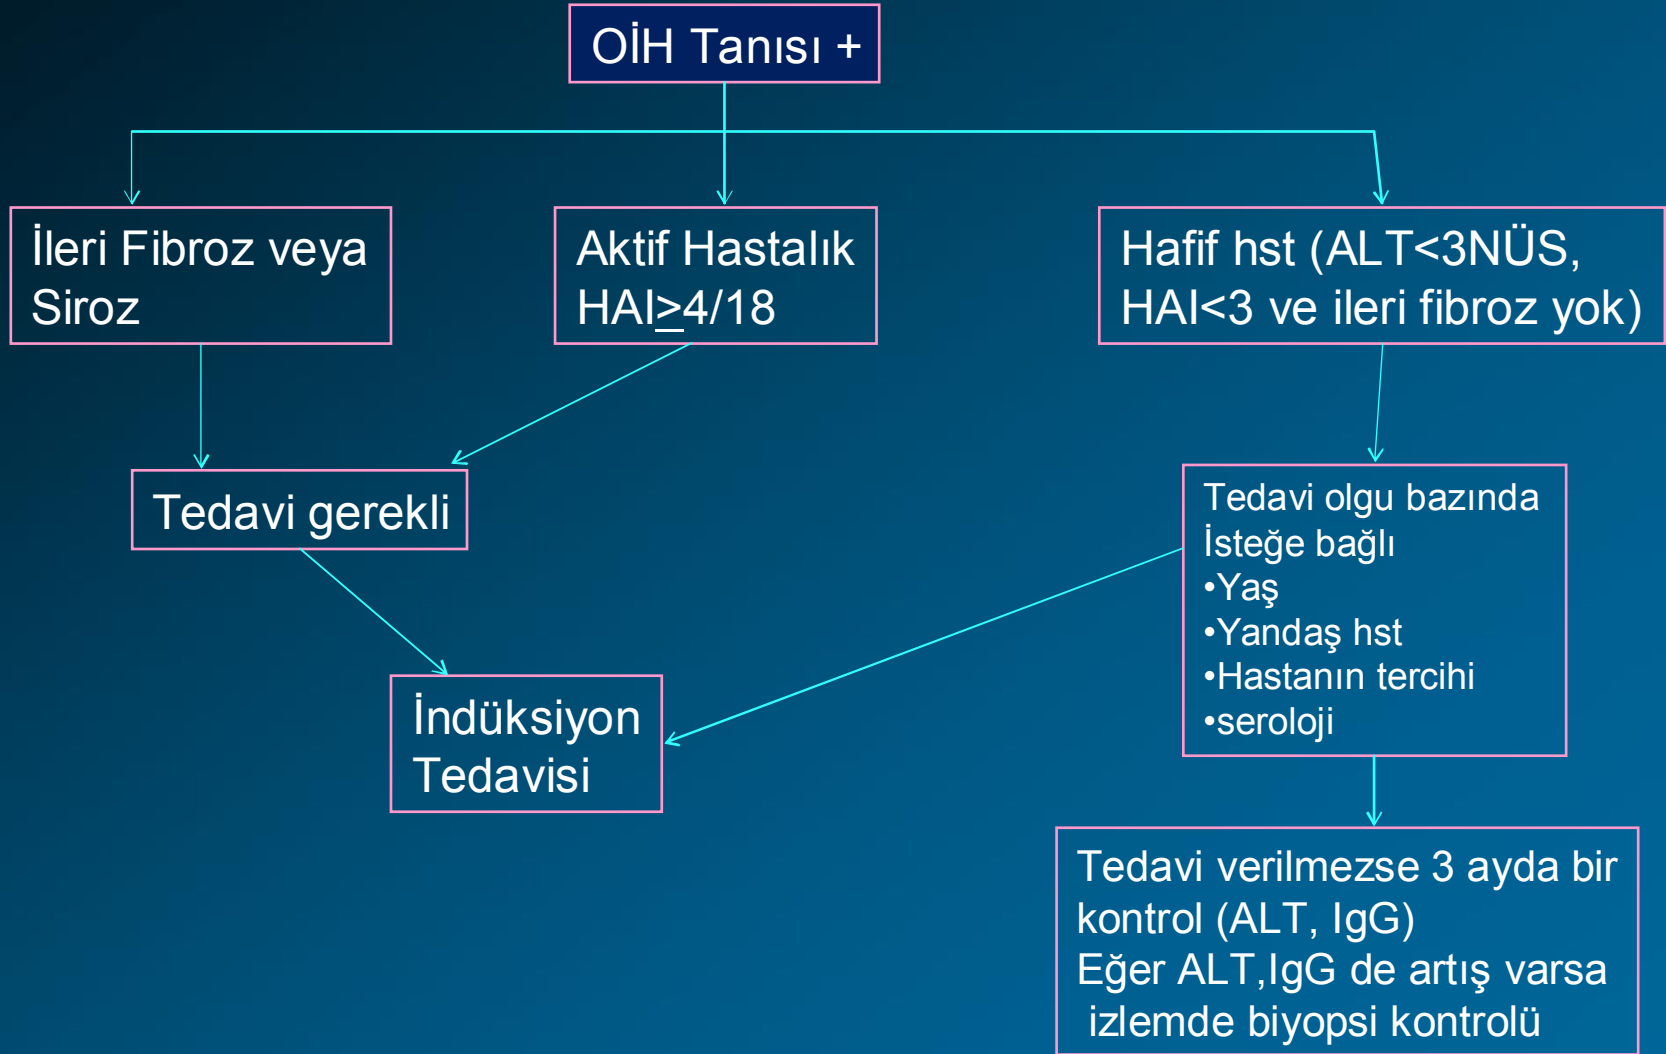 OİH Tanısı +
İleri Fibroz veya
Siroz
Aktif Hastalık
HAI≥4/18
Hafif hst (ALT<3NÜS,
HAI<3 ve ileri fibroz yok)
Tedavi gerekli
Tedavi olgu bazında
İsteğe bağlı
•Yaş
•Yandaş hst
•Hastanın tercihi
•seroloji
İndüksiyon
Tedavisi
Tedavi verilmezse 3 ayda bir
kontrol (ALT, IgG)
Eğer ALT,IgG de artış varsa
izlemde biyopsi kontrolü